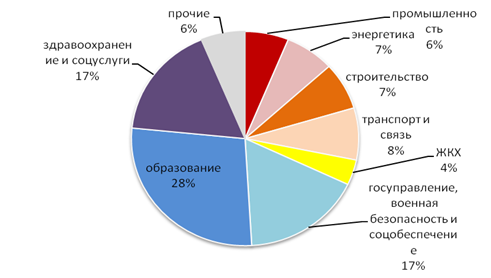 прочие
6%
промышленно
сть
6%
энергетика
7%
строительство
7%
транспорт и
связь
8%
ЖКХ
4%
госуправление,
военная
безопасность и
соцобеспечени
е
17%
образование
28%
здравоохранен
ие и соцуслуги
17%